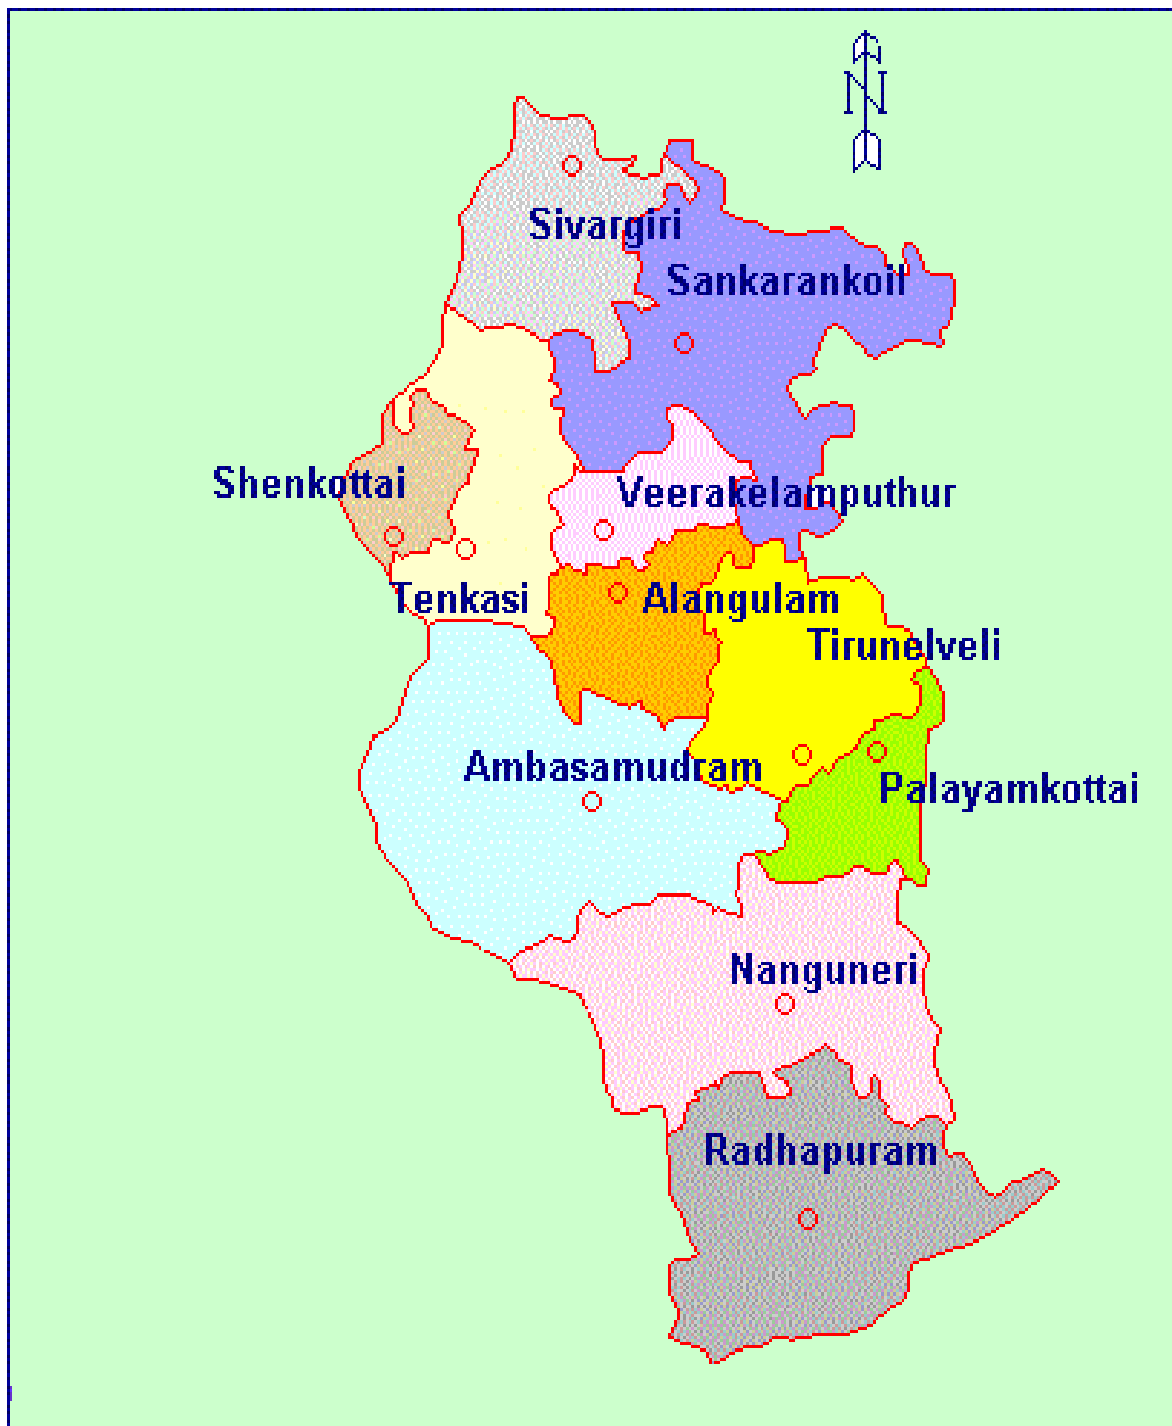 N
Sivargiri
Sankarankoil
Shenkottai
Veerakelamputhur
Tenkasi
Alangulam
Tirunelveli
Ambasamudram
Palayamkottai
Nanguneri
Radhapuram